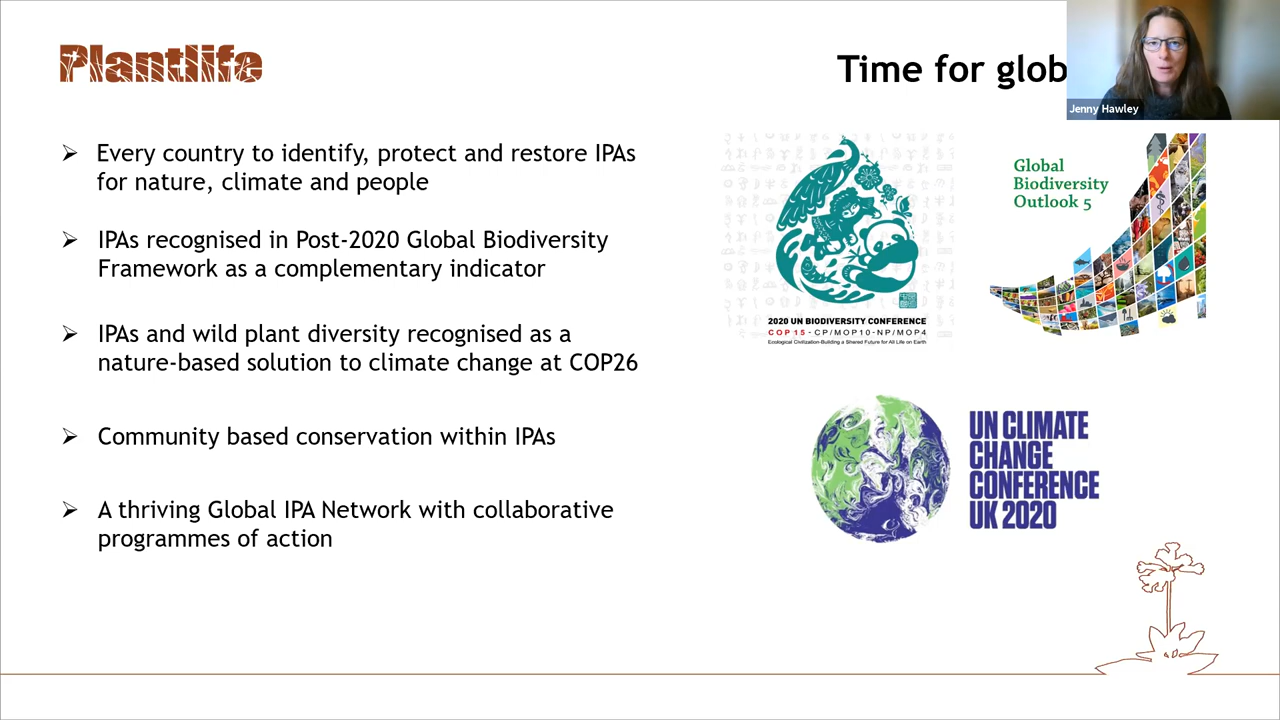 Plantlife
Time for glob
Jenny Hawley
➢ Every country to identify, protect and restore IPAs
for nature, climate and people
➢ IPAs recognised in Post-2020 Global Biodiversity
Framework as a complementary indicator
➢ IPAs and wild plant diversity recognised as a
nature-based solution to climate change at COP26
➢ Community based conservation within IPAs
➢ A thriving Global IPA Network with collaborative
programmes of action
2020 UN BIODIVERSITY CONFERENCE
COP 15 - CP/MOP10-NP/MOP4
Ecological Civilization-Building a Shared Future for All Life on Earth
Global
Biodiversity
Outlook 5
UN CLIMATE
CHANGE
CONFERENCE
UK 2020